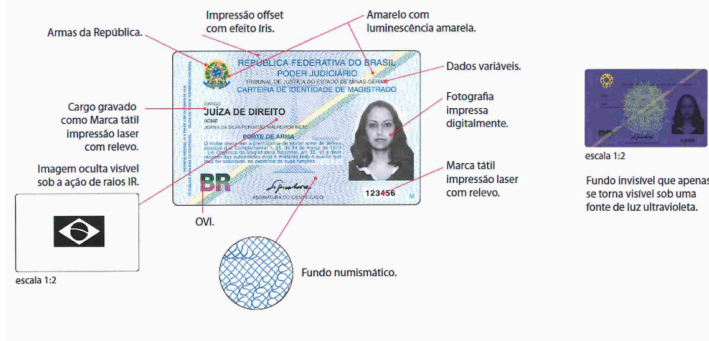 Impressão offset
com efeito Iris.
Amarelo com
luminescência amarela.
Armas da República.
REPÚBLICA FEDERATIVA DO BRASIL
PODER JUDICIÁRIO
TRIBUNAL DE JUSTIÇA DO ESTADO DE MINAS GERAIS
CARTEIRA DE IDENTIDADE DE MAGISTRADO
Dados variáveis.
Cargo gravado
como Marca tátil
impressão laser
com relevo.
CARGO
JUÍZA DE DIREITO
NOME
PORTE DE ARMA
Fotografia
impressa
digitalmente.
Imagem oculta visível
sob a ação de raios IR.
BR
ASSINATURA DO IDENTIFICADO
123456
Marca tátil
impressão laser
com relevo.
OVI.
escala 1:2
Fundo numismático.
escala 1:2
Fundo invisível que apenas
se torna visível sob uma
fonte de luz ultravioleta.